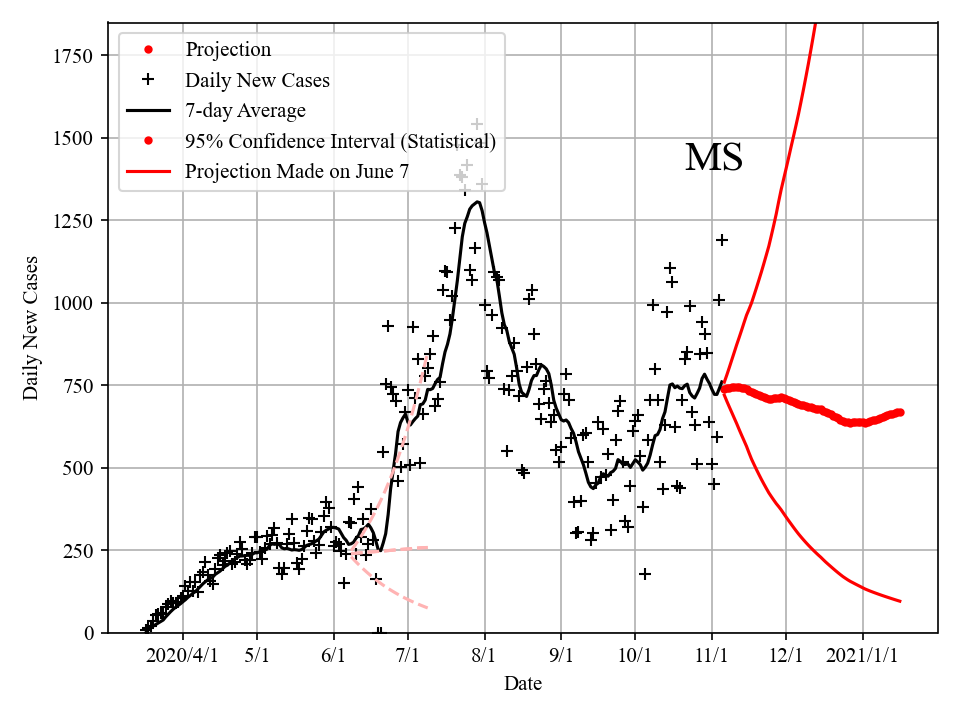 Projection
Daily New Cases
7-day Average
95% Confidence Interval (Statistical)
Projection Made on June 7
MS
1750
1500
1250
1000
750
500
250
0
Daily New Cases
2020/4/1 5/1 6/1 7/1 8/1 9/1 10/1 11/1 12/1 2021/1/1
Date